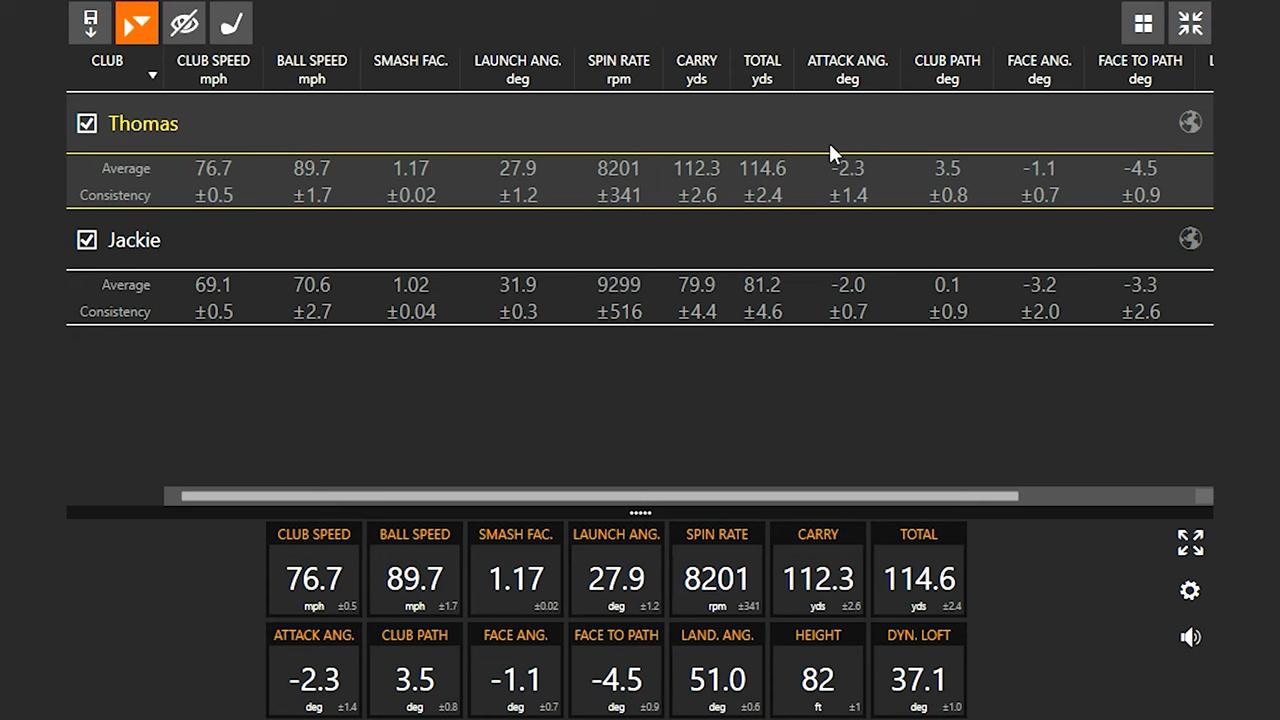 CLUB CLUB SPEED BALL SPEED SMASH FAC. LAUNCH ANG. SPIN RATE CARRY TOTAL ATTACK ANG. CLUB PATH FACE ANG. FACE TO PATH L
mph mph deg rpm yds yds deg deg deg deg
Thomas
Average 76.7 89.7 1.17 27.9 8201 112.3 114.6 -2.3 3.5 -1.1 -4.5
Consistency ±0.5 ±1.7 ±0.02 ±1.2 ±341 ±2.6 ±2.4 ±1.4 ±0.8 ±0.7 ±0.9
Jackie
Average 69.1 70.6 1.02 31.9 9299 79.9 81.2 -2.0 0.1 -3.2 -3.3
Consistency ±0.5 ±2.7 ±0.04 ±0.3 ±516 ±4.4 ±4.6 ±0.7 ±0.9 ±2.0 ±2.6
CLUB SPEED BALL SPEED SMASH FAC. LAUNCH ANG. SPIN RATE CARRY TOTAL
76.7 89.7 1.17 27.9 8201 112.3 114.6
mph ±0.5 mph ±1.7 ±0.02 deg ±1.2 rpm ±341 yds ±2.6 yds ±2.4
ATTACK ANG. CLUB PATH FACE ANG. FACE TO PATH LAND. ANG. HEIGHT DYN. LOFT
-2.3 3.5 -1.1 -4.5 51.0 82 37.1
deg ±1.4 deg ±0.8 deg ±0.7 deg ±0.9 deg ±0.6 ft ±1 deg ±1.0